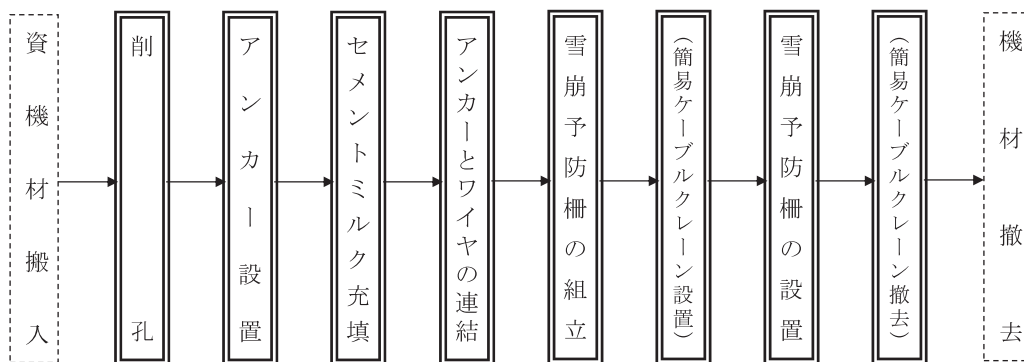 資機材搬入
削孔
アンカー設置
セメントミルク充填
アンカーとワイヤの連結
雪崩予防柵の組立
(簡易ケーブルクレーン設置)
雪崩予防柵の設置
(簡易ケーブルクレーン撤去)
機材撤去